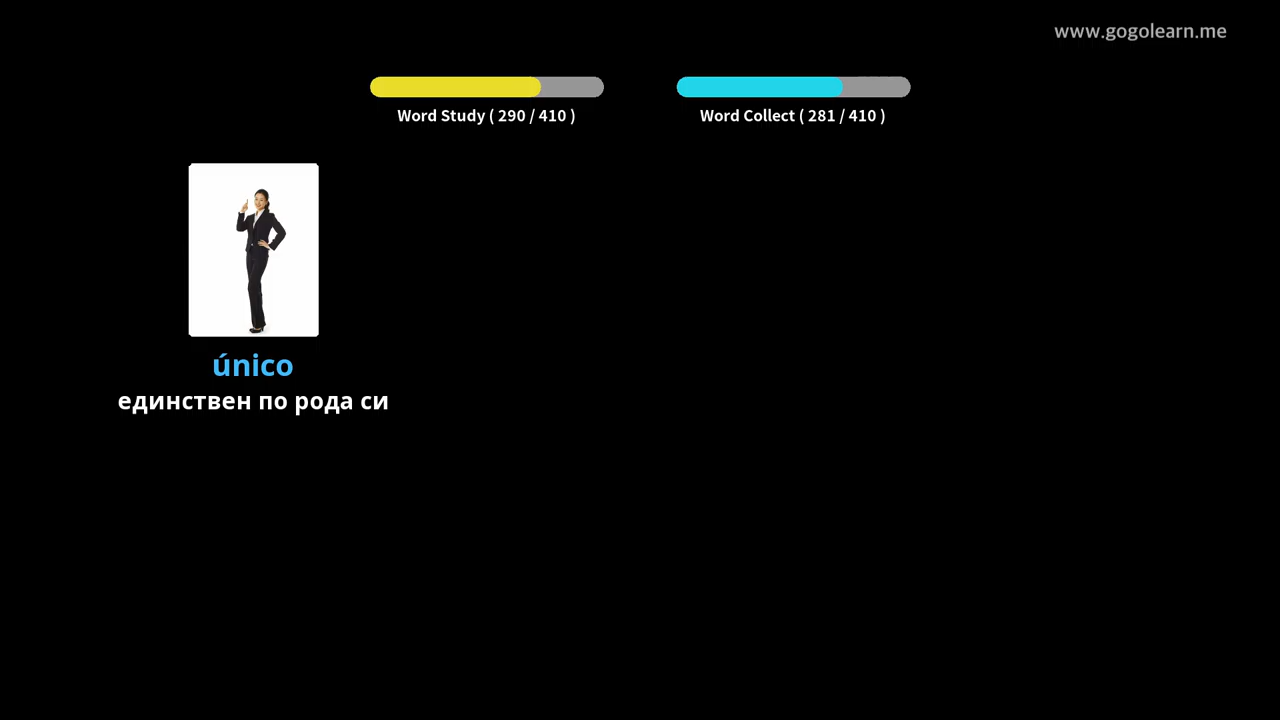 www.gogolearn.me
Word Study ( 290 / 410 )
Word Collect ( 281 / 410 )
único
единствен по рода си